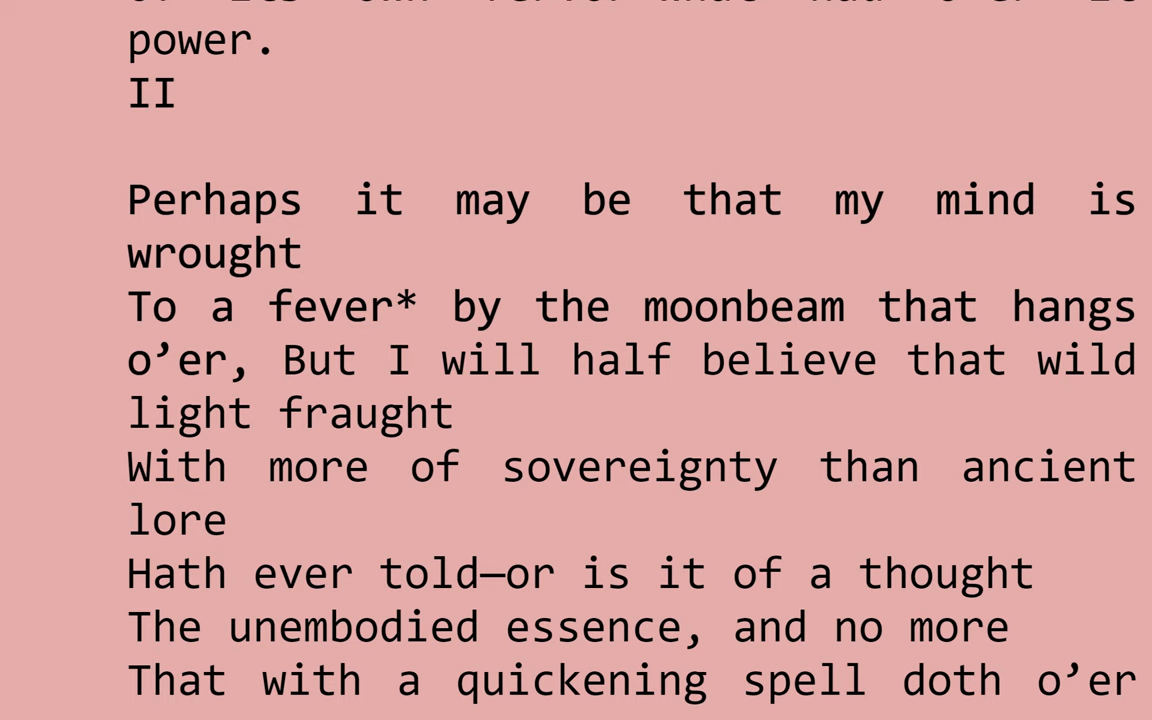 power.
II
Perhaps it may be that my mind is
wrought
To a fever* by the moonbeam that hangs
o’er, But I will half believe that wild
light fraught
With more of sovereignty than ancient
lore
Hath ever told—or is it of a thought
The unembodied essence, and no more
That with a quickening spell doth o’er